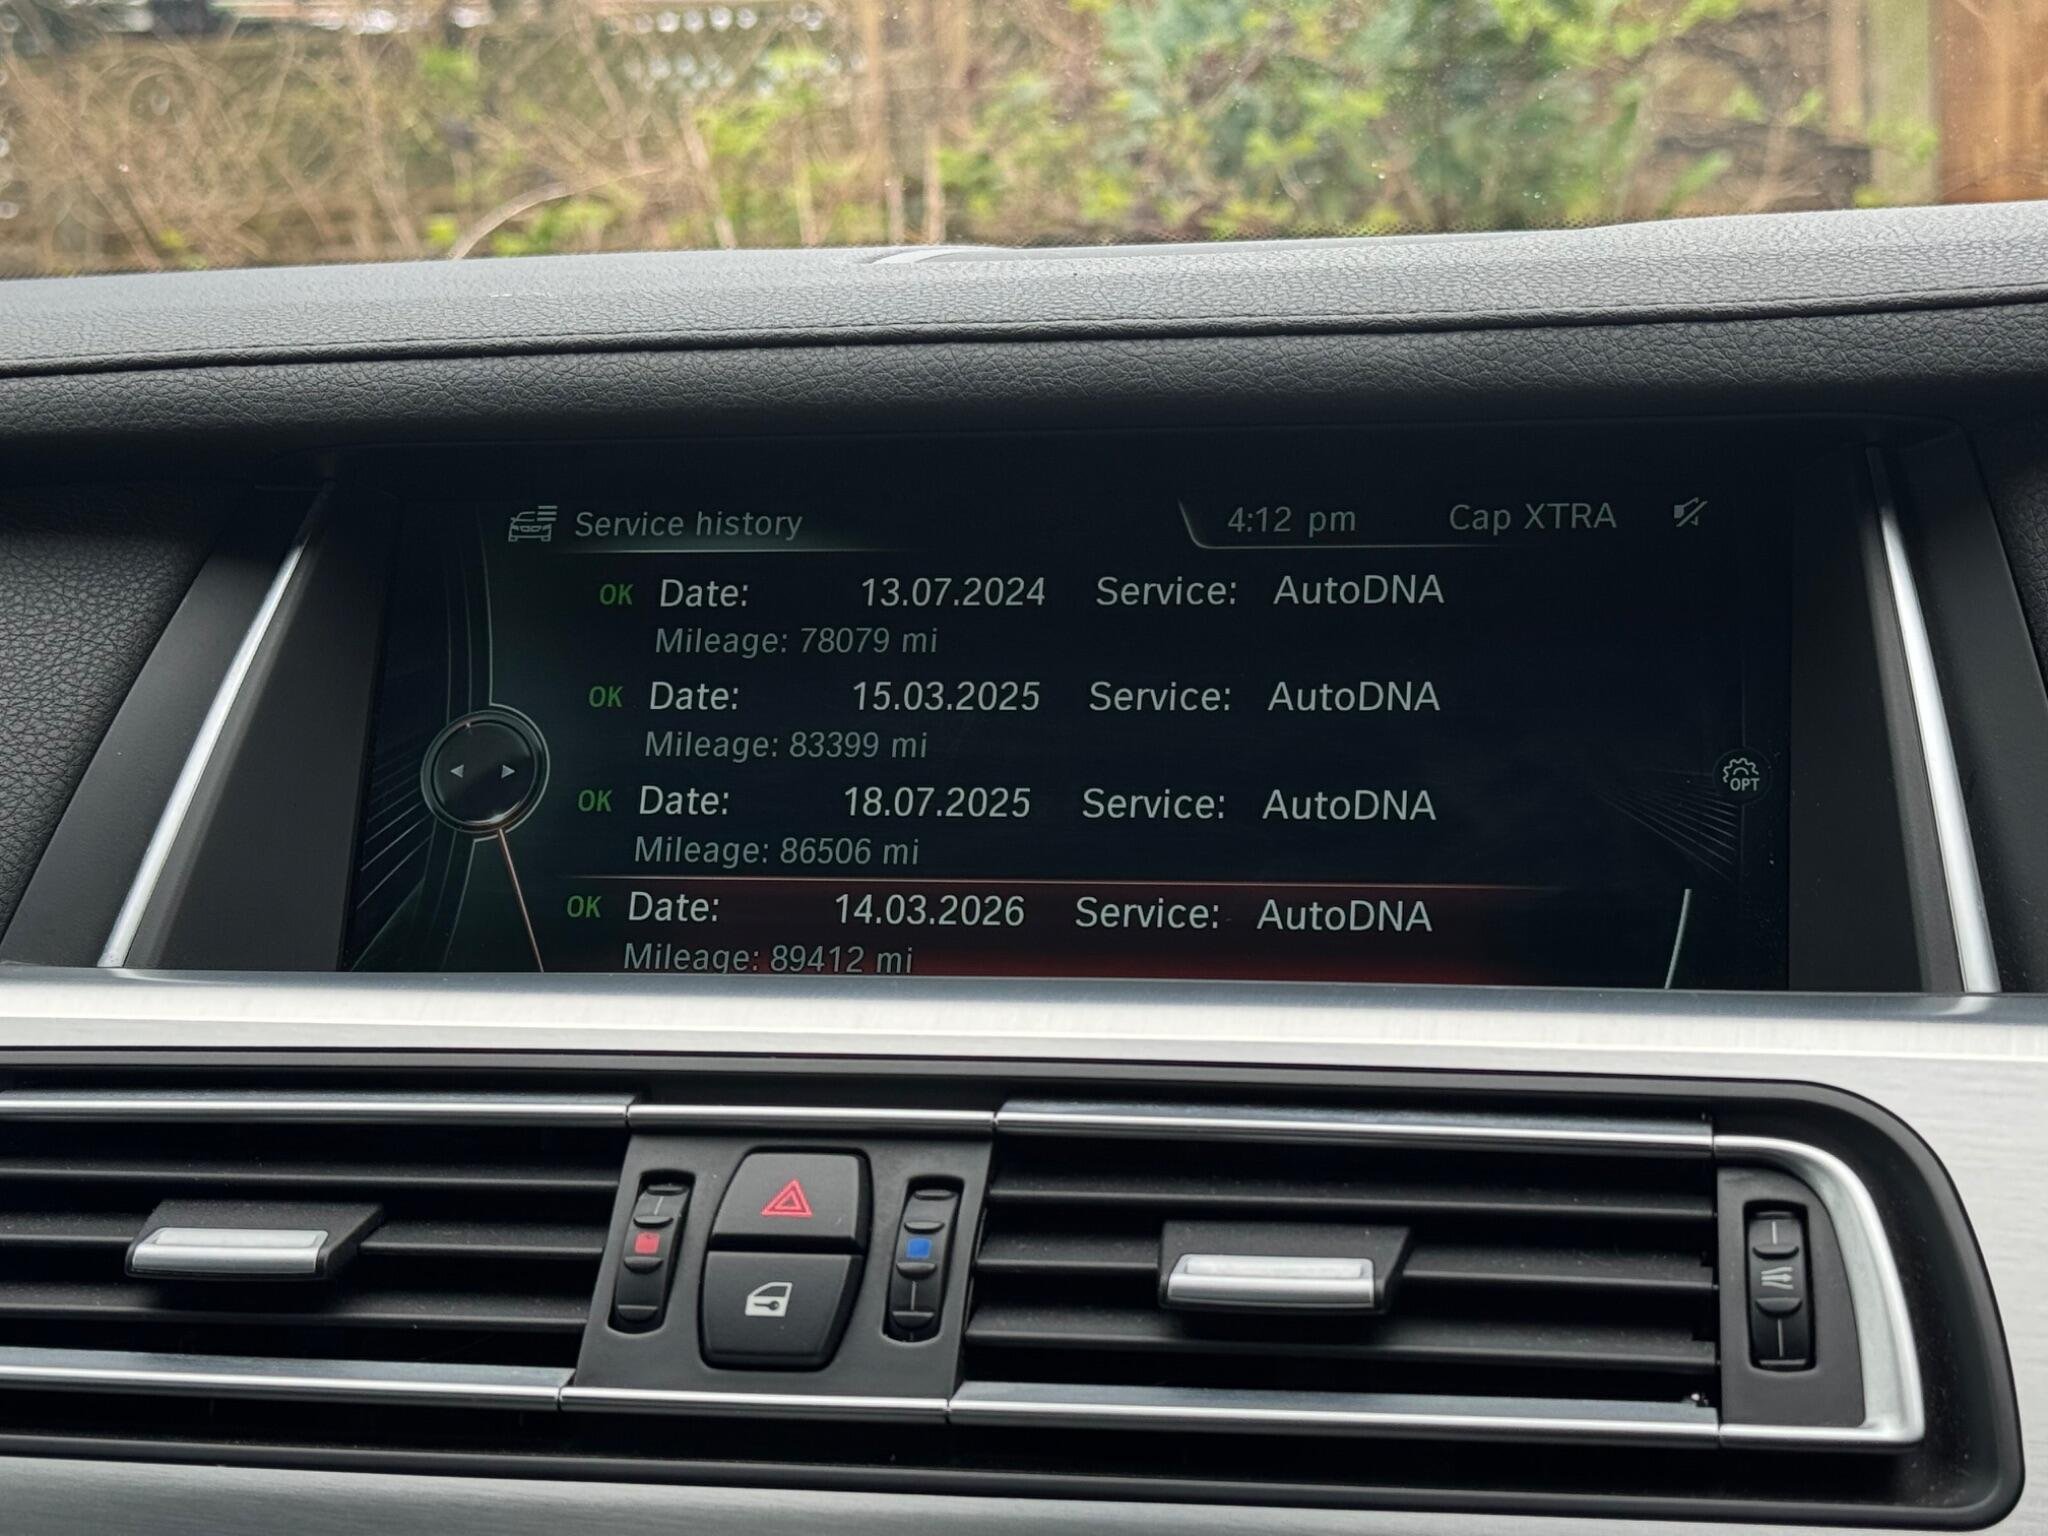 Service history
4:12 pm Cap XTRA
OK Date: 13.07.2024 Service: AutoDNA
Mileage: 78079 mi
OK Date: 15.03.2025 Service: AutoDNA
Mileage: 83399 mi
OK Date: 18.07.2025 Service: AutoDNA
Mileage: 86506 mi
OPT
OK Date: 14.03.2026 Service: AutoDNA
Mileage: 89412 mi